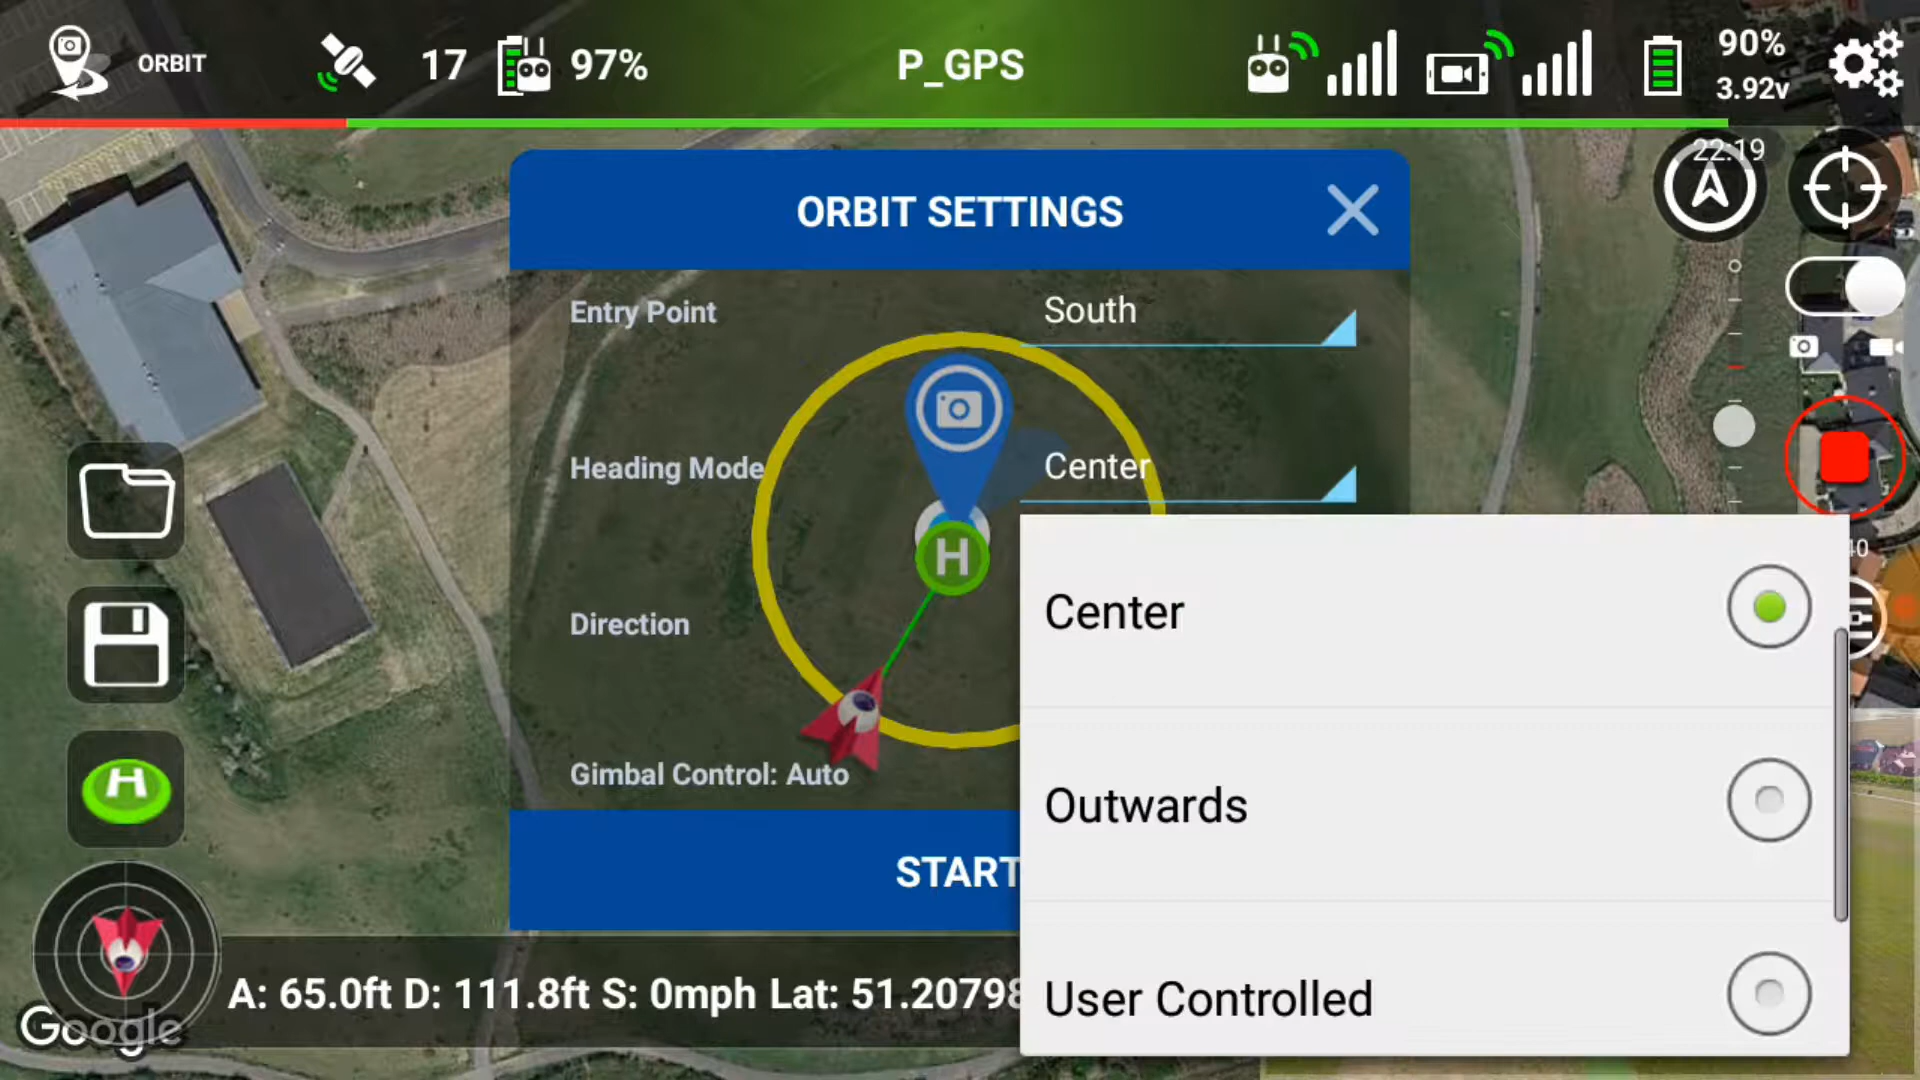 ORBIT
17
97%
P_GPS
90%
3.92v
22:19
ORBIT SETTINGS
Entry Point
South
Heading Mode
Center
H
Direction
Gimbal Control: Auto
START
Center
Outwards
User Controlled
40
H
A: 65.0ft D: 111.8ft S: 0mph Lat: 51.20798
Google